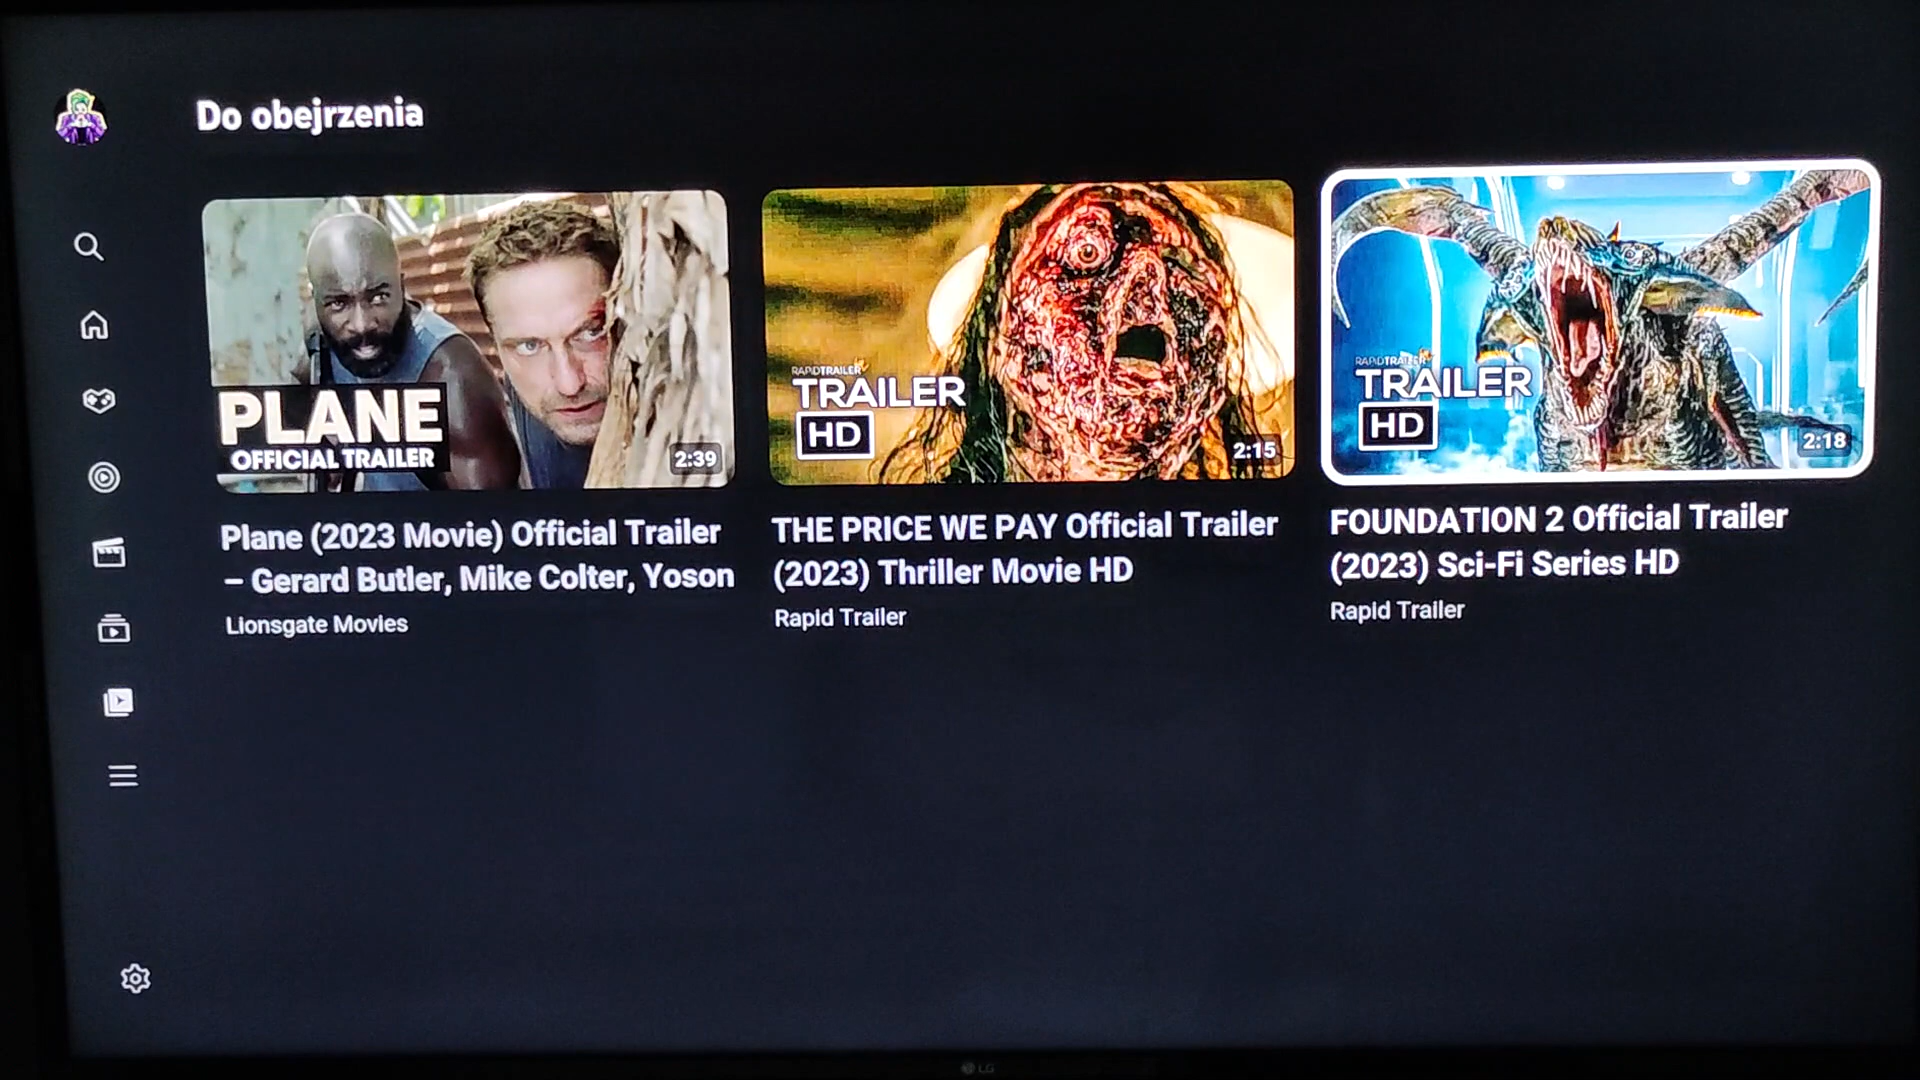 Do obejrzenia
PLANE
OFFICIAL TRAILER
2:39
RAPIDTRAILER
TRAILER
HD
2:15
RAPIDTRAILER
TRAILER
HD
2:18
Plane (2023 Movie) Official Trailer
– Gerard Butler, Mike Colter, Yoson
Lionsgate Movies
THE PRICE WE PAY Official Trailer
(2023) Thriller Movie HD
Rapid Trailer
FOUNDATION 2 Official Trailer
(2023) Sci-Fi Series HD
Rapid Trailer
LG